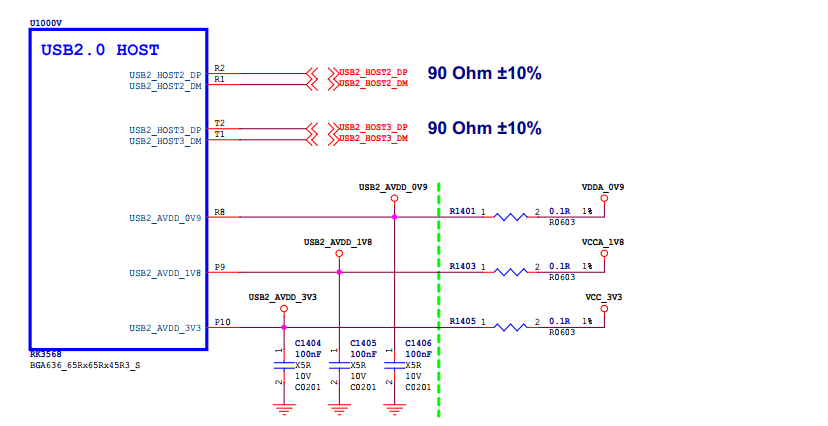 U1000V
USB2.0 HOST
USB2_HOST2_DP R2 USB2_HOST2_DP
USB2_HOST2_DM R1 USB2_HOST2_DM
90 Ohm ±10%
USB2_HOST3_DP T2 USB2_HOST3_DP
USB2_HOST3_DM T1 USB2_HOST3_DM
90 Ohm ±10%
USB2_AVDD_0V9 VDDA_0V9
USB2_AVDD_0V9 R8 R1401 1 2 0.1R 1%
R0603
USB2_AVDD_1V8 VCCA_1V8
USB2_AVDD_1V8 P9 R1403 1 2 0.1R 1%
R0603
USB2_AVDD_3V3 VCC_3V3
USB2_AVDD_3V3 P10 R1405 1 2 0.1R 1%
R0603
RK3568
BGA636_65Rx65Rx45R3_S
1 C1404 1 C1405 1 C1406
100nF 100nF 100nF
X5R X5R X5R
2 10V 2 10V 2 10V
C0201 C0201 C0201